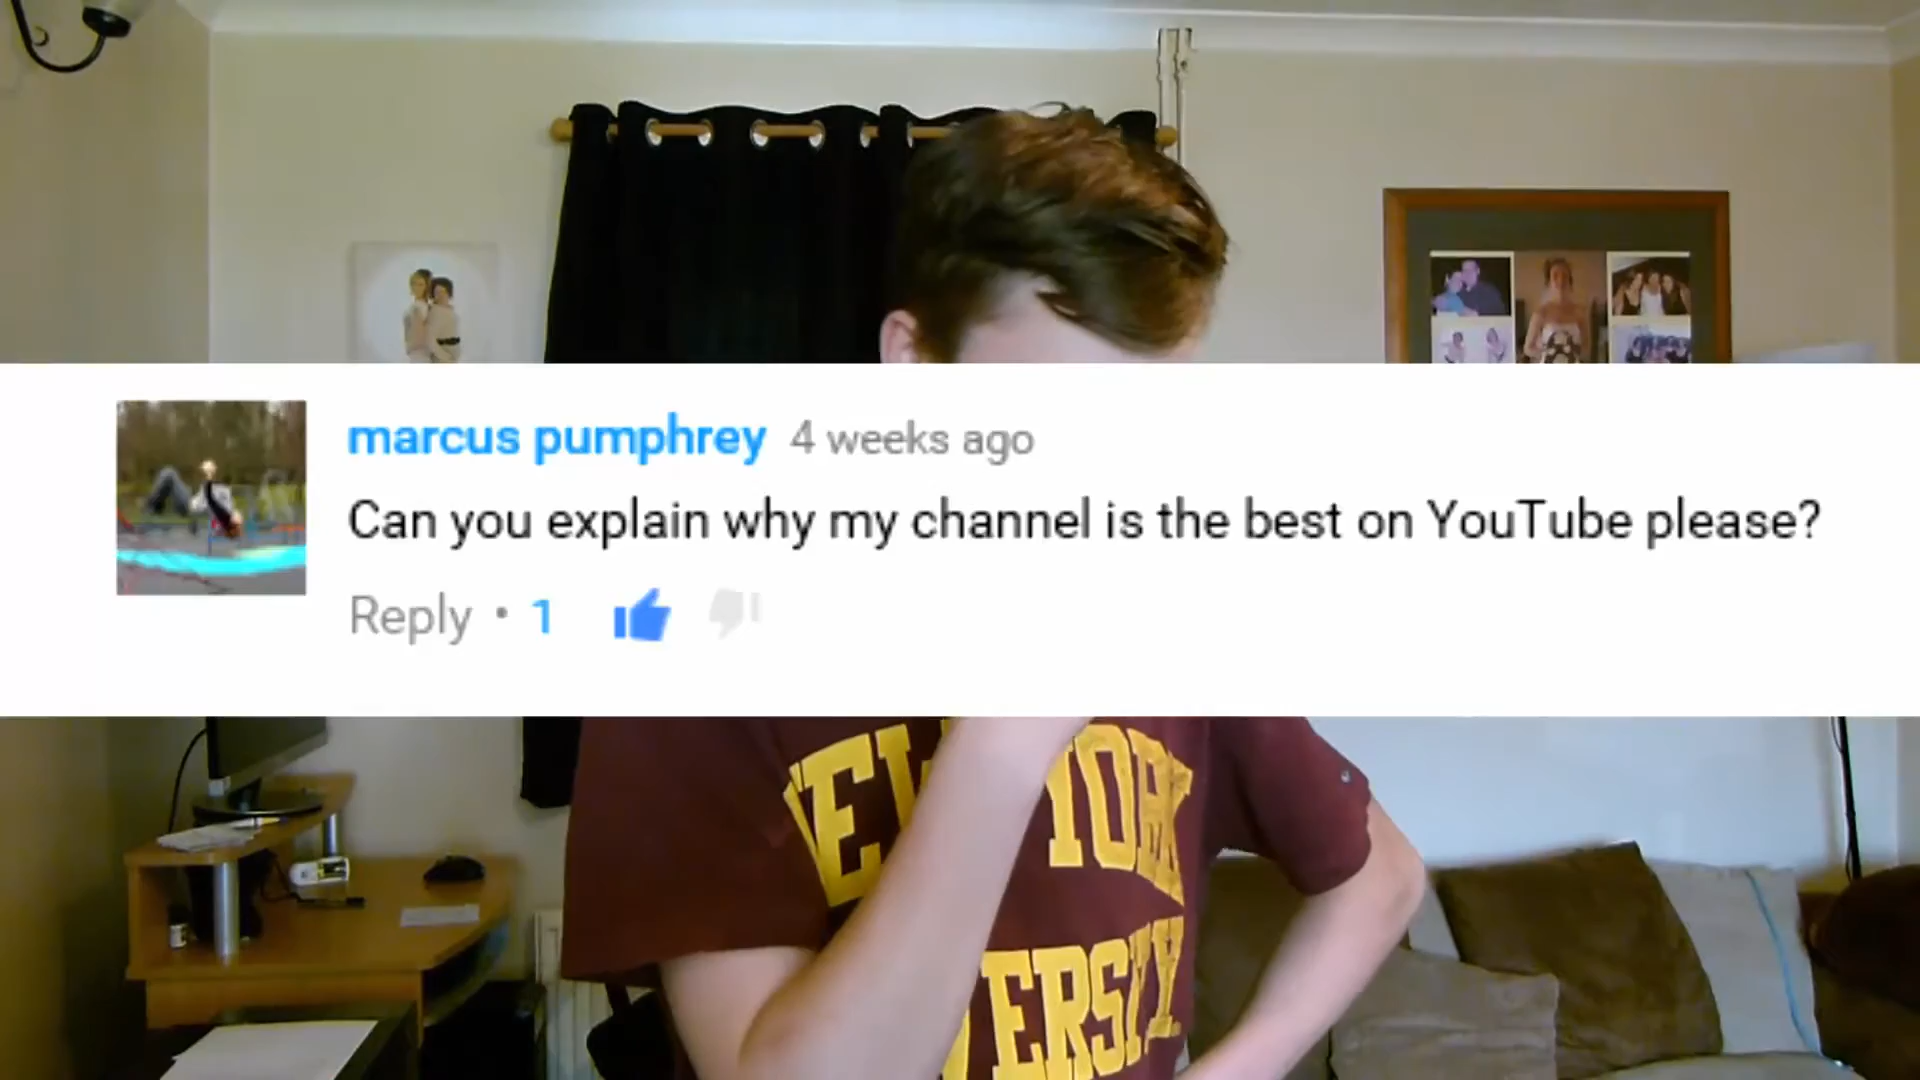 marcus pumphrey 4 weeks ago
Can you explain why my channel is the best on YouTube please?
Reply • 1
YORK